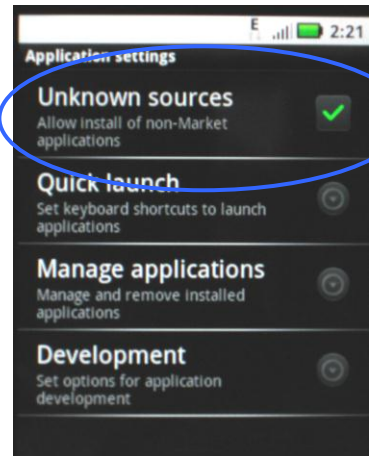 E 2:21
Application settings
Unknown sources
Allow install of non-Market
applications
Quick launch
Set keyboard shortcuts to launch
applications
Manage applications
Manage and remove installed
applications
Development
Set options for application
development